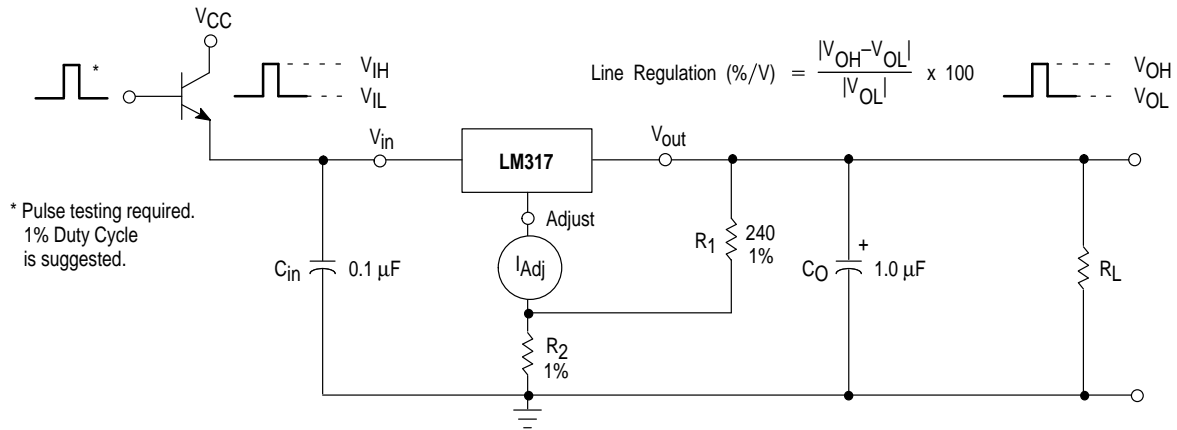 VCC
*
VIH
VIL
Line Regulation (%/V) = |VOH–VOL| / |VOL| x 100
VOH
VOL
Vin
LM317
Vout
* Pulse testing required.
1% Duty Cycle
is suggested.
Adjust
R1
240
1%
+
Cin
0.1 µF
IAdj
CO
1.0 µF
RL
R2
1%